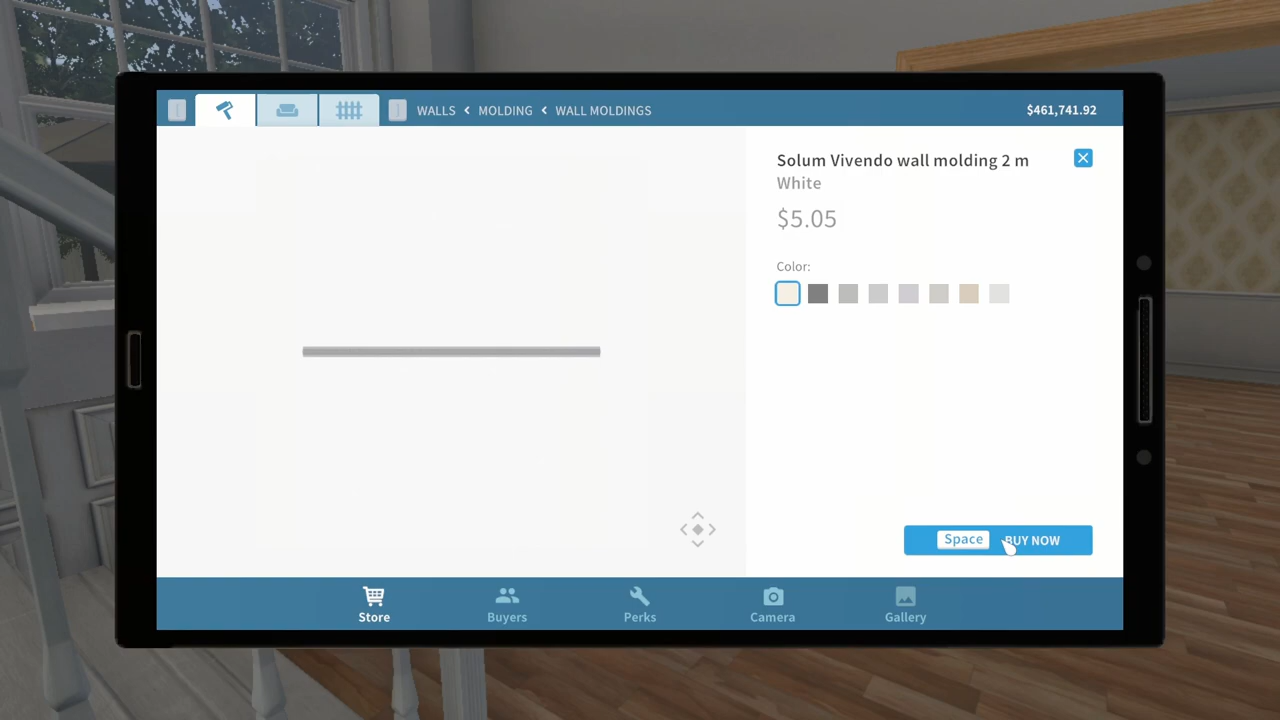 WALLS < MOLDING < WALL MOLDINGS
$461,741.92
Solum Vivendo wall molding 2 m
White
$5.05
Color:
Space BUY NOW
Store
Buyers
Perks
Camera
Gallery